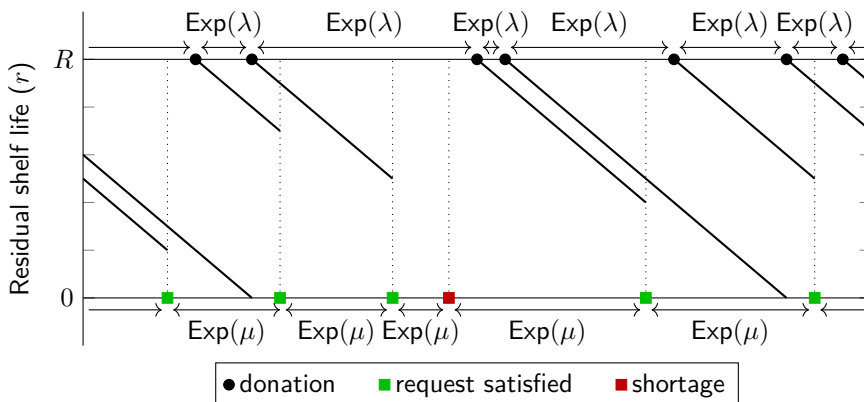 Exp(λ) Exp(λ) Exp(λ) Exp(λ) Exp(λ) Exp(λ)
R
Residual shelf life (r)
0
Exp(μ) Exp(μ) Exp(μ) Exp(μ) Exp(μ)
donation request satisfied shortage